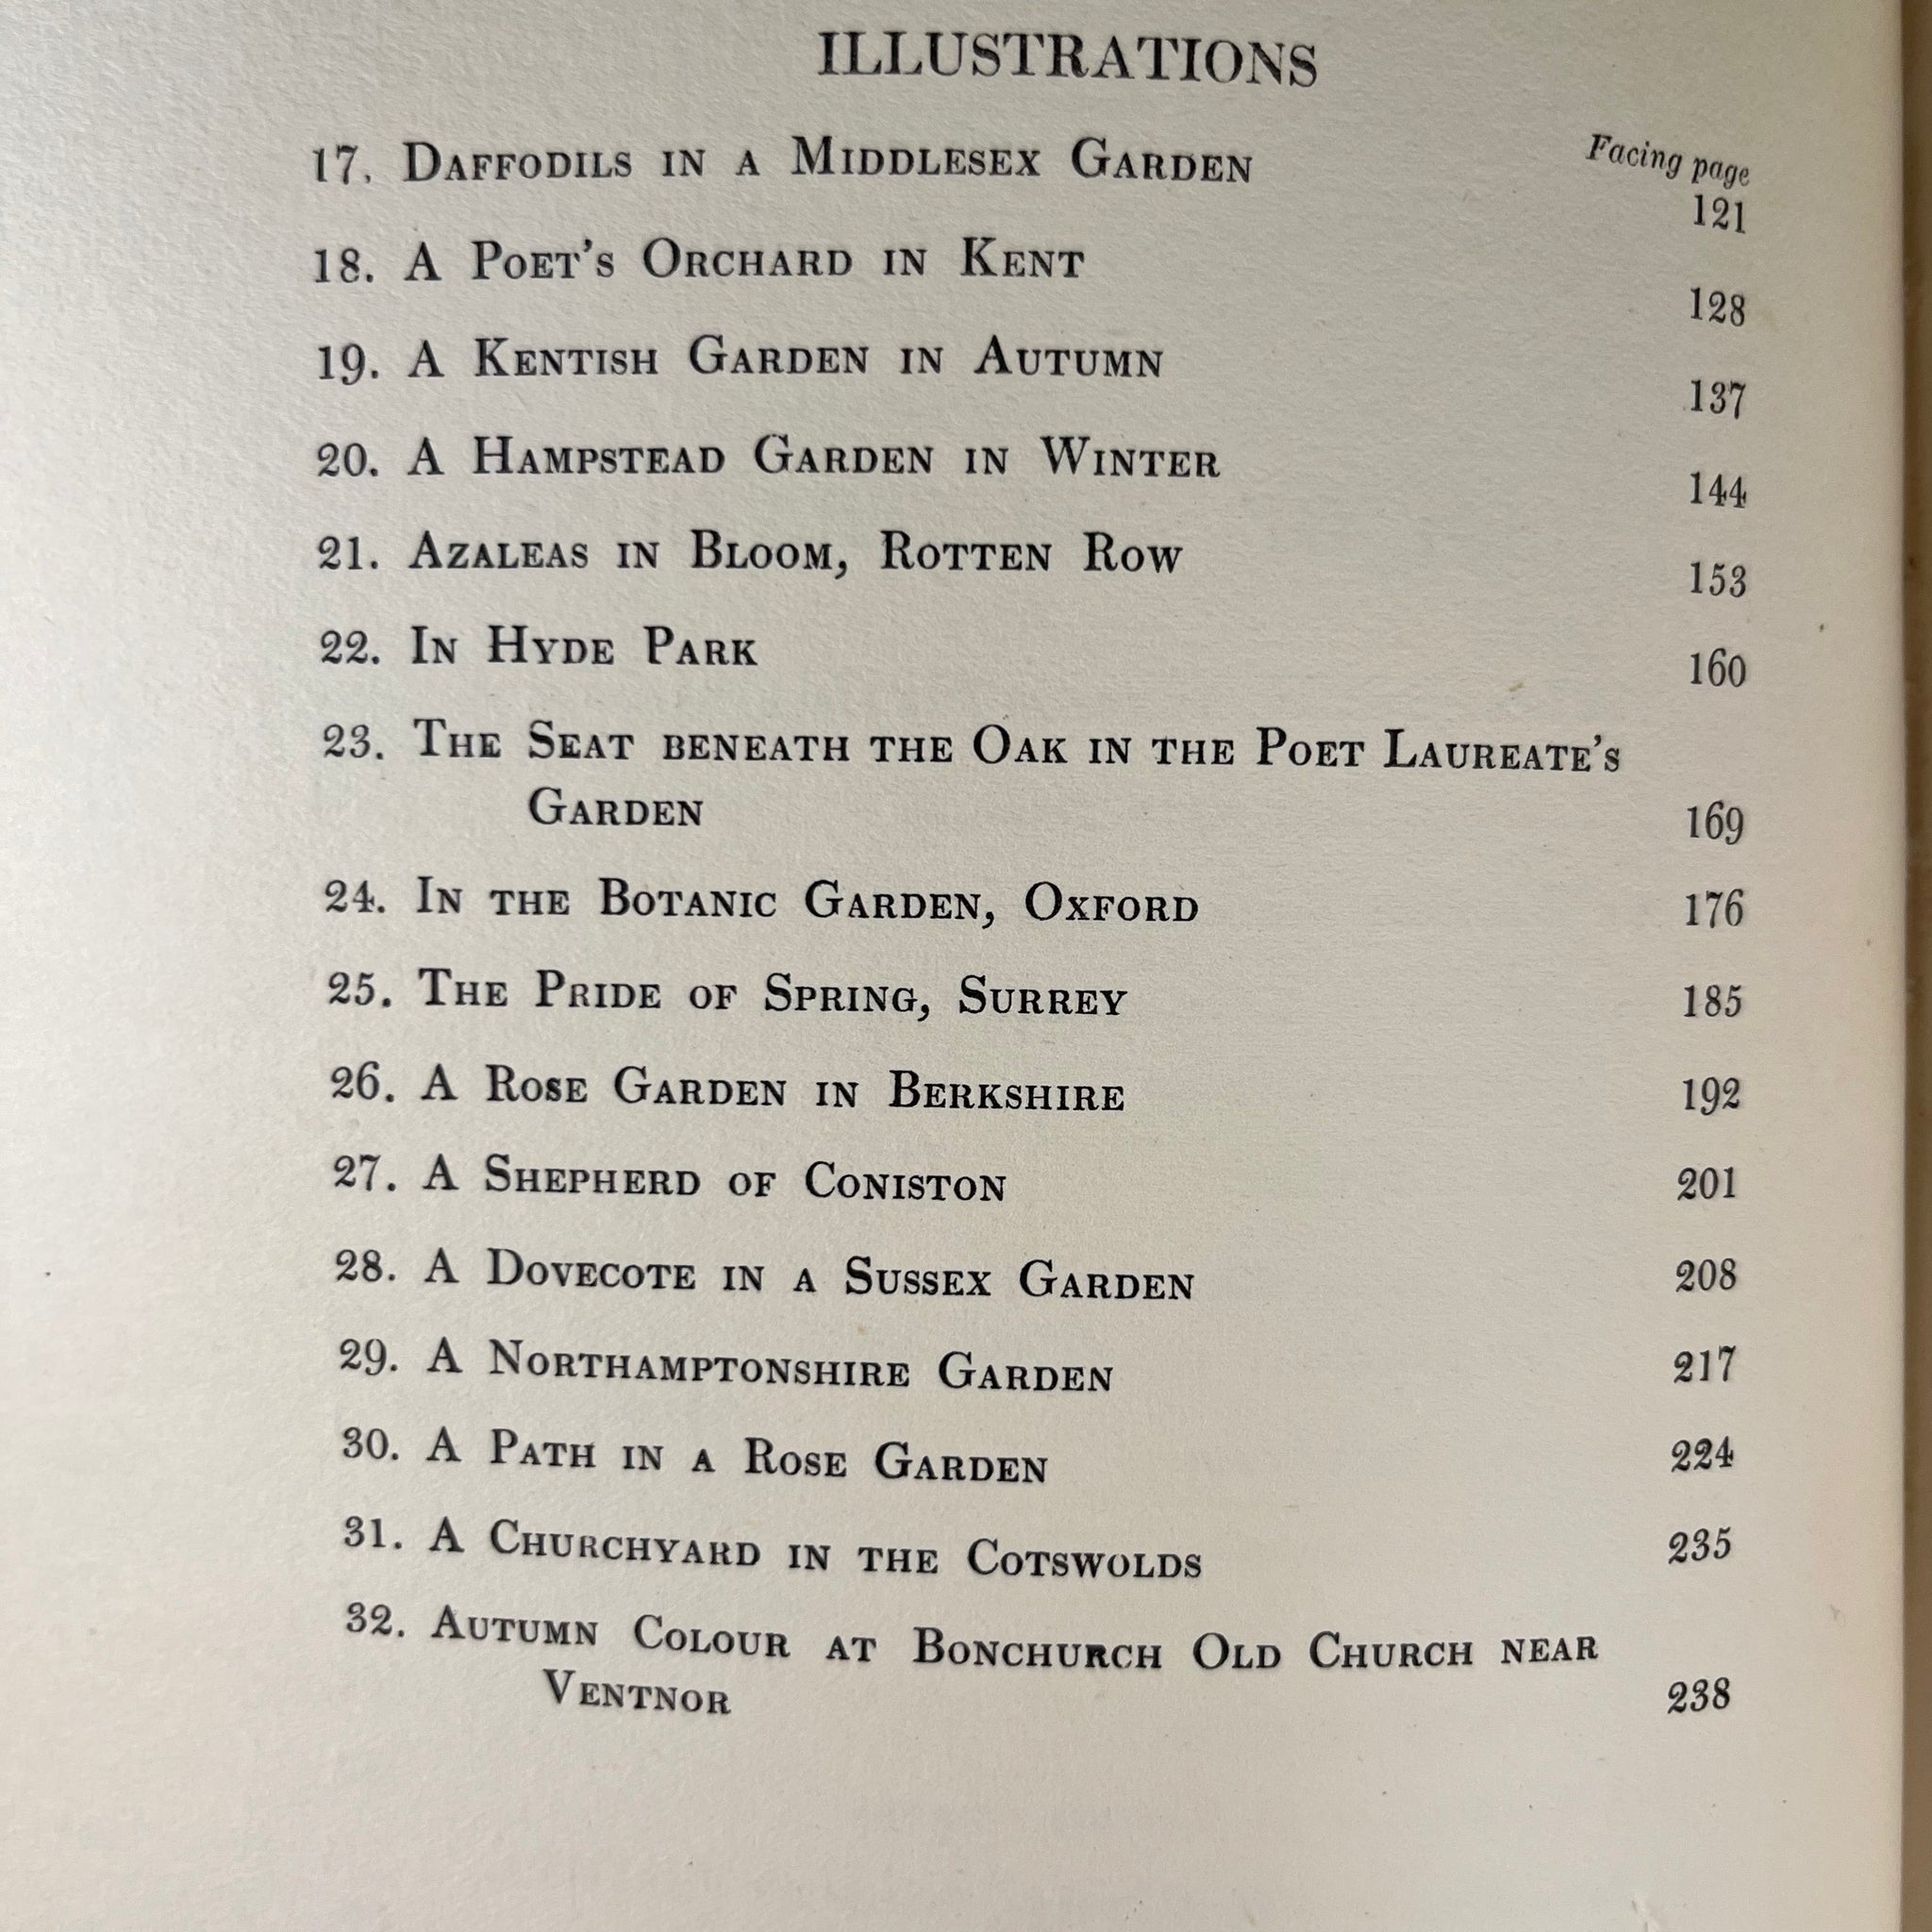 ILLUSTRATIONS
Facing page
17. DAFFODILS IN A MIDDLESEX GARDEN 121
18. A POET'S ORCHARD IN KENT 128
19. A KENTISH GARDEN IN AUTUMN 137
20. A HAMPSTEAD GARDEN IN WINTER 144
21. AZALEAS IN BLOOM, ROTTEN ROW 153
22. IN HYDE PARK 160
23. THE SEAT BENEATH THE OAK IN THE POET LAUREATE'S
GARDEN 169
24. IN THE BOTANIC GARDEN, OXFORD 176
25. THE PRIDE OF SPRING, SURREY 185
26. A ROSE GARDEN IN BERKSHIRE 192
27. A SHEPHERD OF CONISTON 201
28. A DOVECOTE IN A SUSSEX GARDEN 208
29. A NORTHAMPTONSHIRE GARDEN 217
30. A PATH IN A ROSE GARDEN 224
31. A CHURCHYARD IN THE COTSWOLDS 235
32. AUTUMN COLOUR AT BONCHURCH OLD CHURCH NEAR
VENTNOR 238